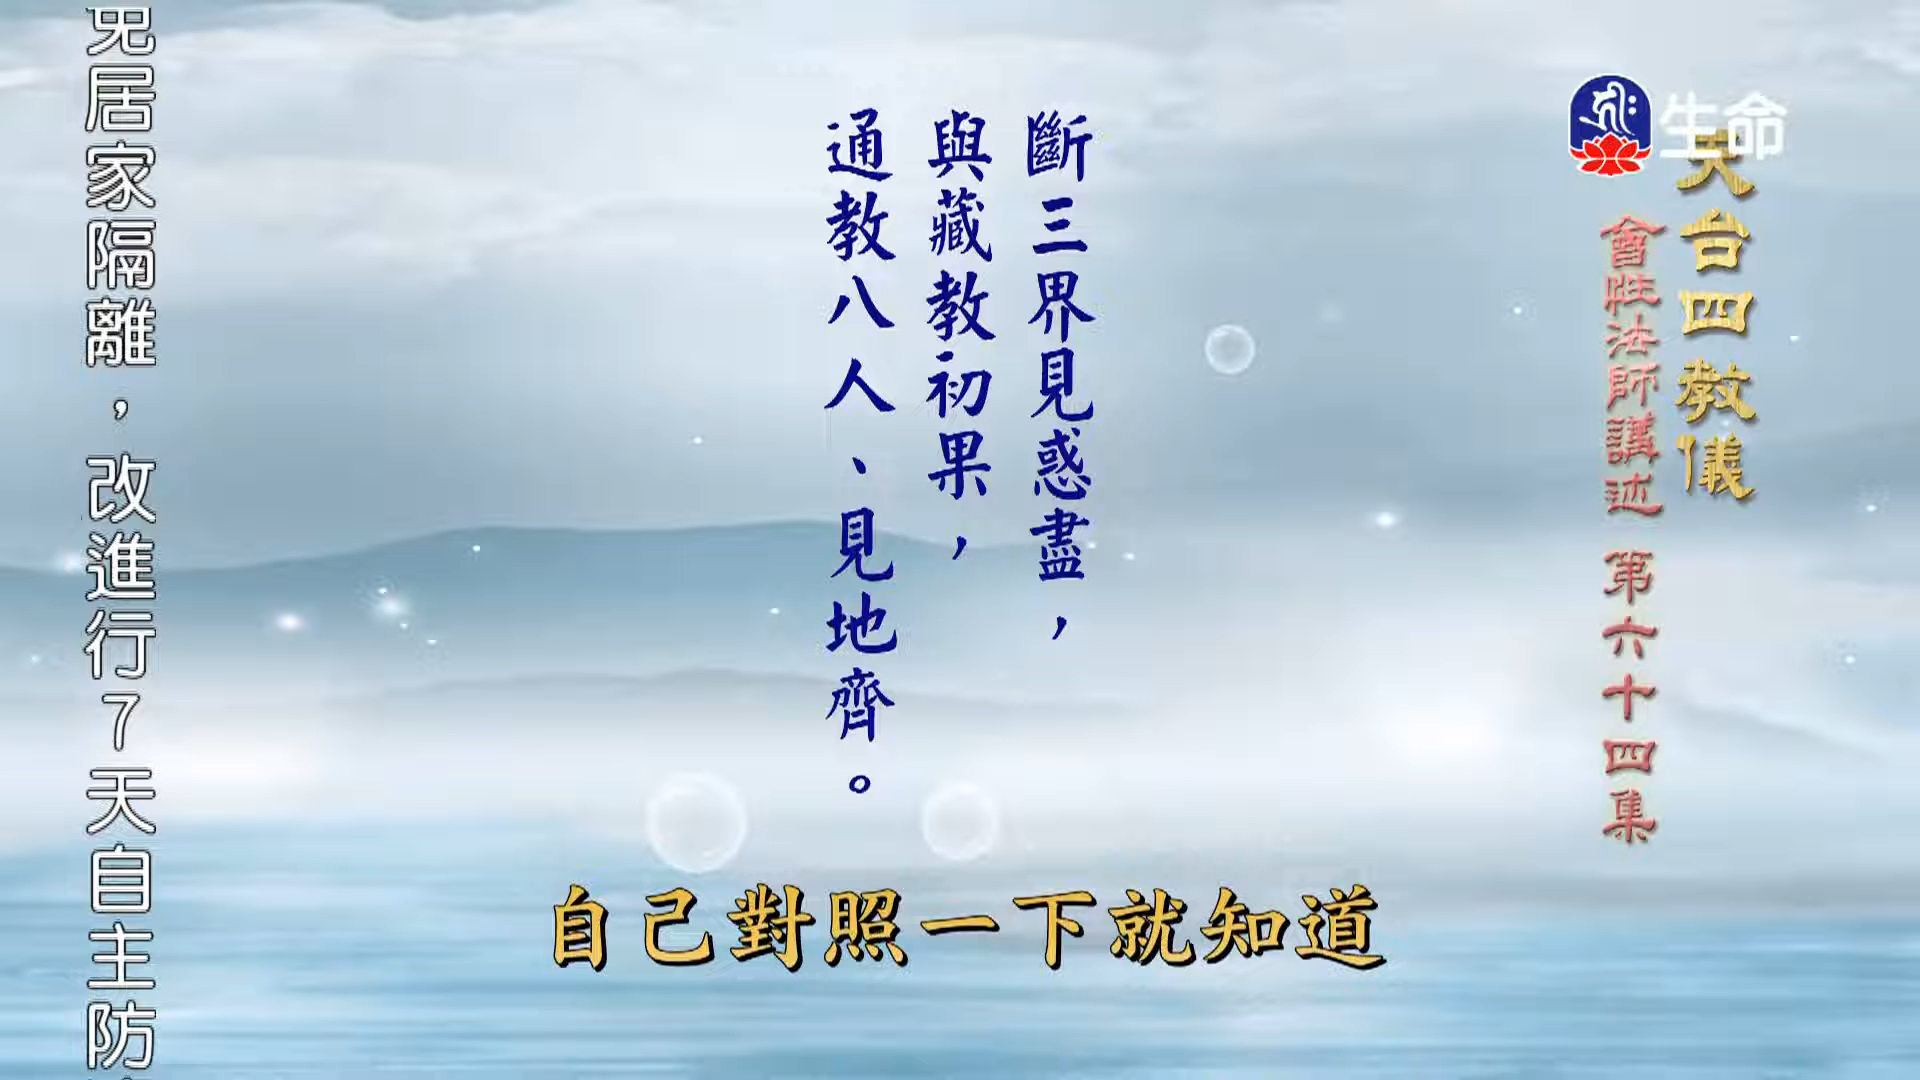 生命
天台四教儀
會性法師講述 第六十四集
斷三界見惑盡，
與藏教初果，
通教八人、見地齊。
免居家隔離，改進行7天自主防
自己對照一下就知道